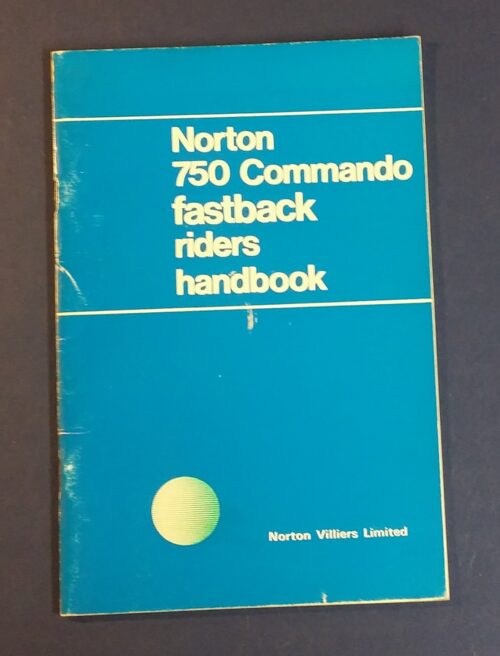 Norton
750 Commando
fastback
riders
handbook
Norton Villiers Limited